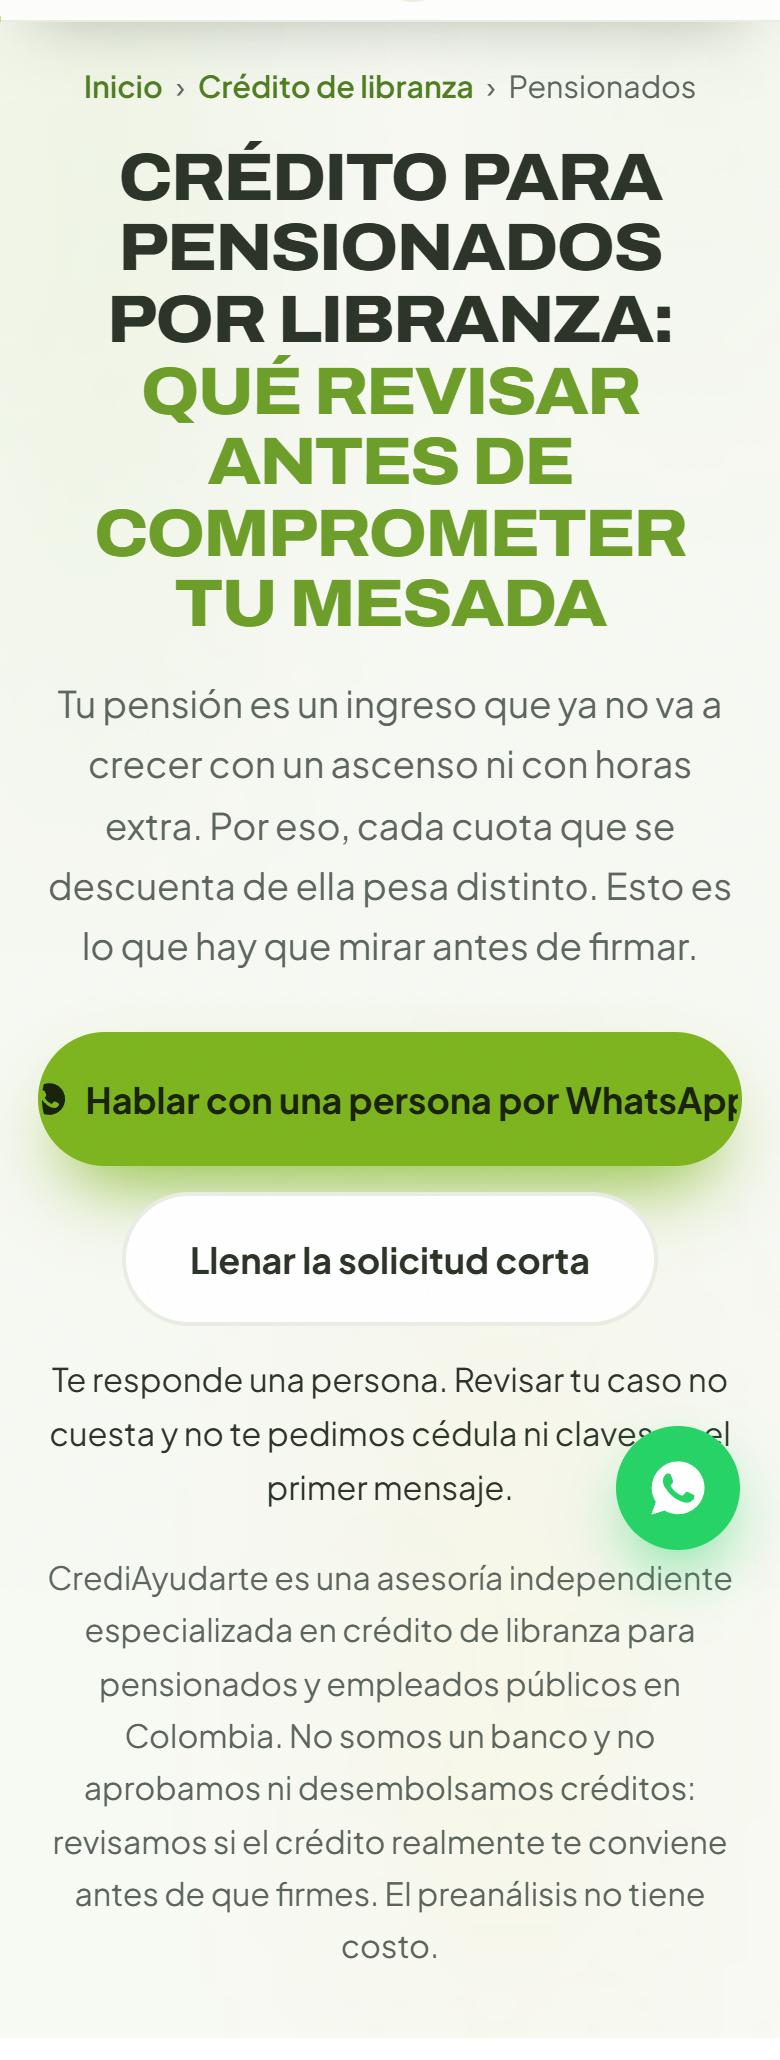 Inicio › Crédito de libranza › Pensionados
CRÉDITO PARA
PENSIONADOS
POR LIBRANZA:
QUÉ REVISAR
ANTES DE
COMPROMETER
TU MESADA
Tu pensión es un ingreso que ya no va a
crecer con un ascenso ni con horas
extra. Por eso, cada cuota que se
descuenta de ella pesa distinto. Esto es
lo que hay que mirar antes de firmar.
Hablar con una persona por WhatsApp
Llenar la solicitud corta
Te responde una persona. Revisar tu caso no
cuesta y no te pedimos cédula ni claves el
primer mensaje.
CrediAyudarte es una asesoría independiente
especializada en crédito de libranza para
pensionados y empleados públicos en
Colombia. No somos un banco y no
aprobamos ni desembolsamos créditos:
revisamos si el crédito realmente te conviene
antes de que firmes. El preanálisis no tiene
costo.